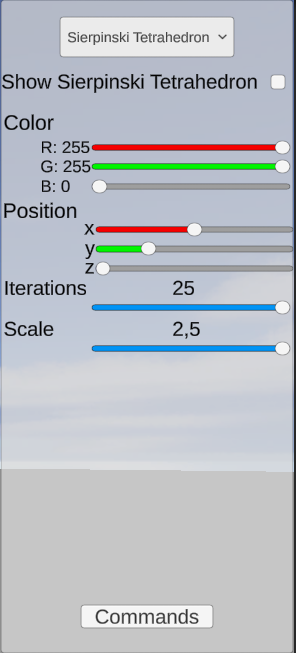 Sierpinski Tetrahedron
Show Sierpinski Tetrahedron
Color
R: 255
G: 255
B: 0
Position
x
y
z
Iterations 25
Scale 2,5
Commands